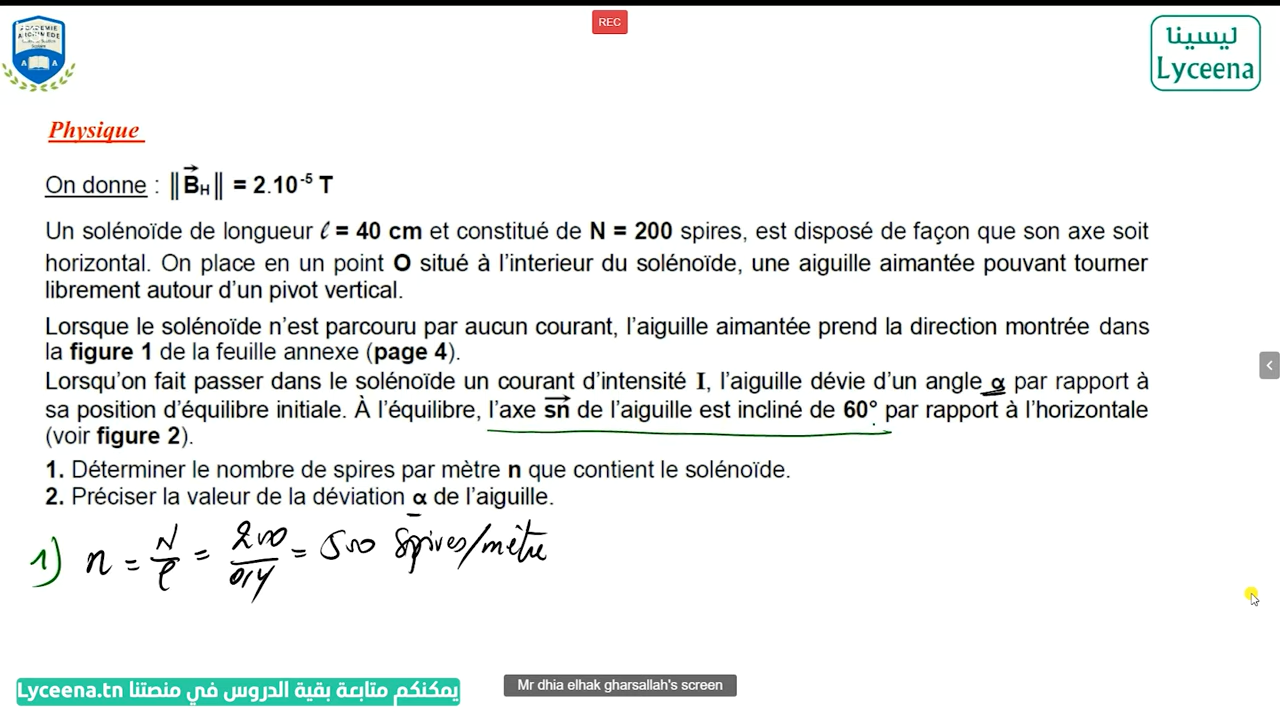 REC
ACADEMIE
ARCHIMEDE
ليسينا
Lyceena
Physique
On donne : ||B⃗H|| = 2.10⁻⁵ T
Un solénoïde de longueur ℓ = 40 cm et constitué de N = 200 spires, est disposé de façon que son axe soit
horizontal. On place en un point O situé à l'interieur du solénoïde, une aiguille aimantée pouvant tourner
librement autour d'un pivot vertical.
Lorsque le solénoïde n'est parcouru par aucun courant, l'aiguille aimantée prend la direction montrée dans
la figure 1 de la feuille annexe (page 4).
Lorsqu'on fait passer dans le solénoïde un courant d'intensité I, l'aiguille dévie d'un angle α par rapport à
sa position d'équilibre initiale. À l'équilibre, l'axe s⃗n de l'aiguille est incliné de 60° par rapport à l'horizontale
(voir figure 2).
1. Déterminer le nombre de spires par mètre n que contient le solénoïde.
2. Préciser la valeur de la déviation α de l'aiguille.
1) n = N/ℓ = 200/0,4 = 500 spires/mètre
يمكنكم متابعة بقية الدروس في منصتنا Lyceena.tn
Mr dhia elhak gharsallah's screen